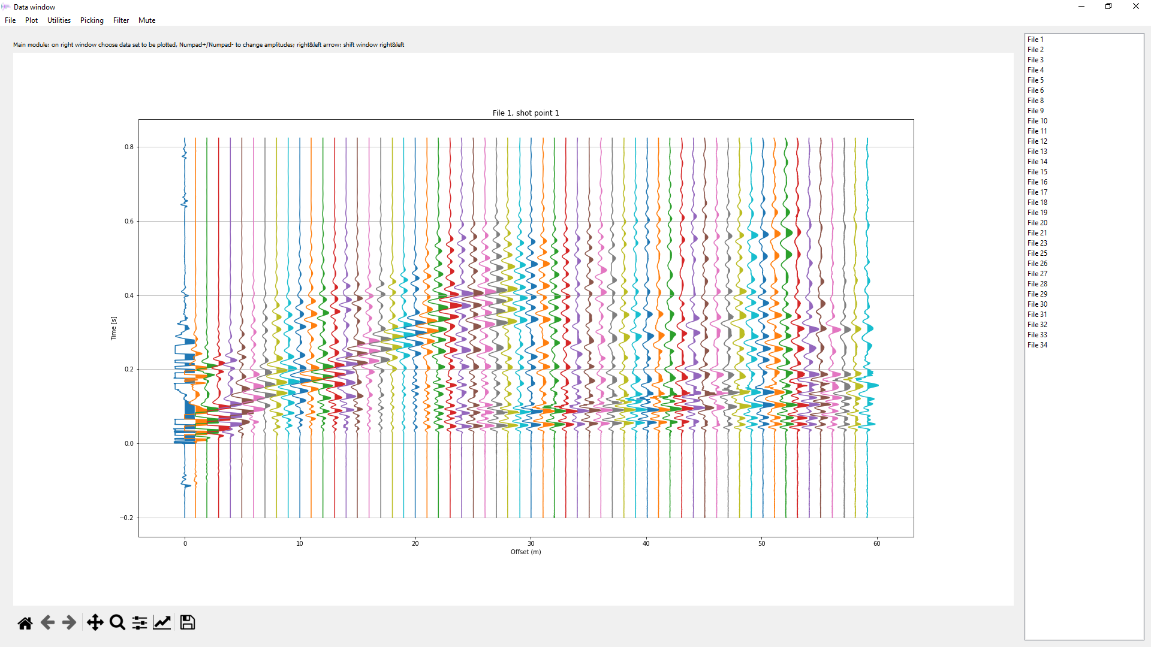 Data window
File Plot Utilities Picking Filter Mute
Main module: on right window choose data set to be plotted, Numpad+/Numpad- to change amplitudes; right&left arrow: shift window right&left
File 1, shot point 1
0.8
0.6
0.4
0.2
0.0
−0.2
Time [s]
0 10 20 30 40 50 60
Offset (m)
File 1
File 2
File 3
File 4
File 5
File 6
File 8
File 9
File 10
File 11
File 12
File 13
File 14
File 15
File 16
File 17
File 18
File 19
File 20
File 21
File 23
File 25
File 26
File 27
File 28
File 29
File 30
File 31
File 32
File 33
File 34